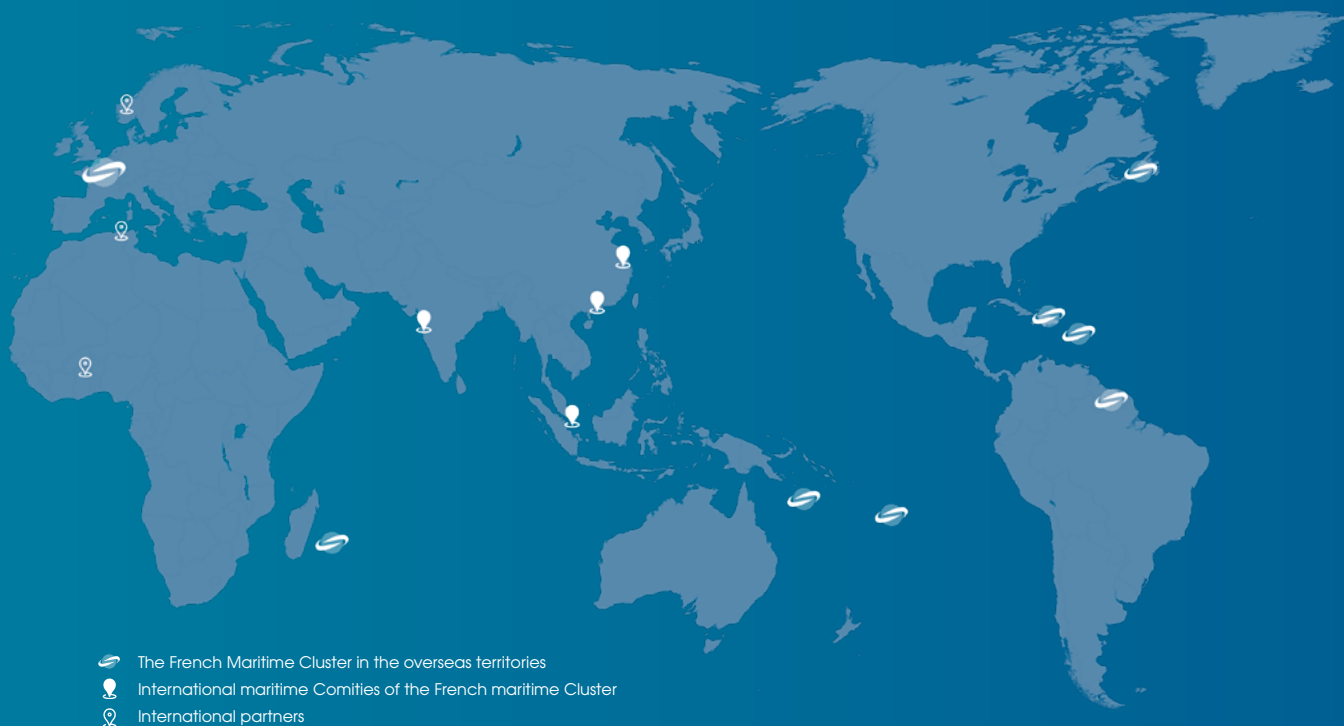 The French Maritime Cluster in the overseas territories
International maritime Comities of the French maritime Cluster
International partners